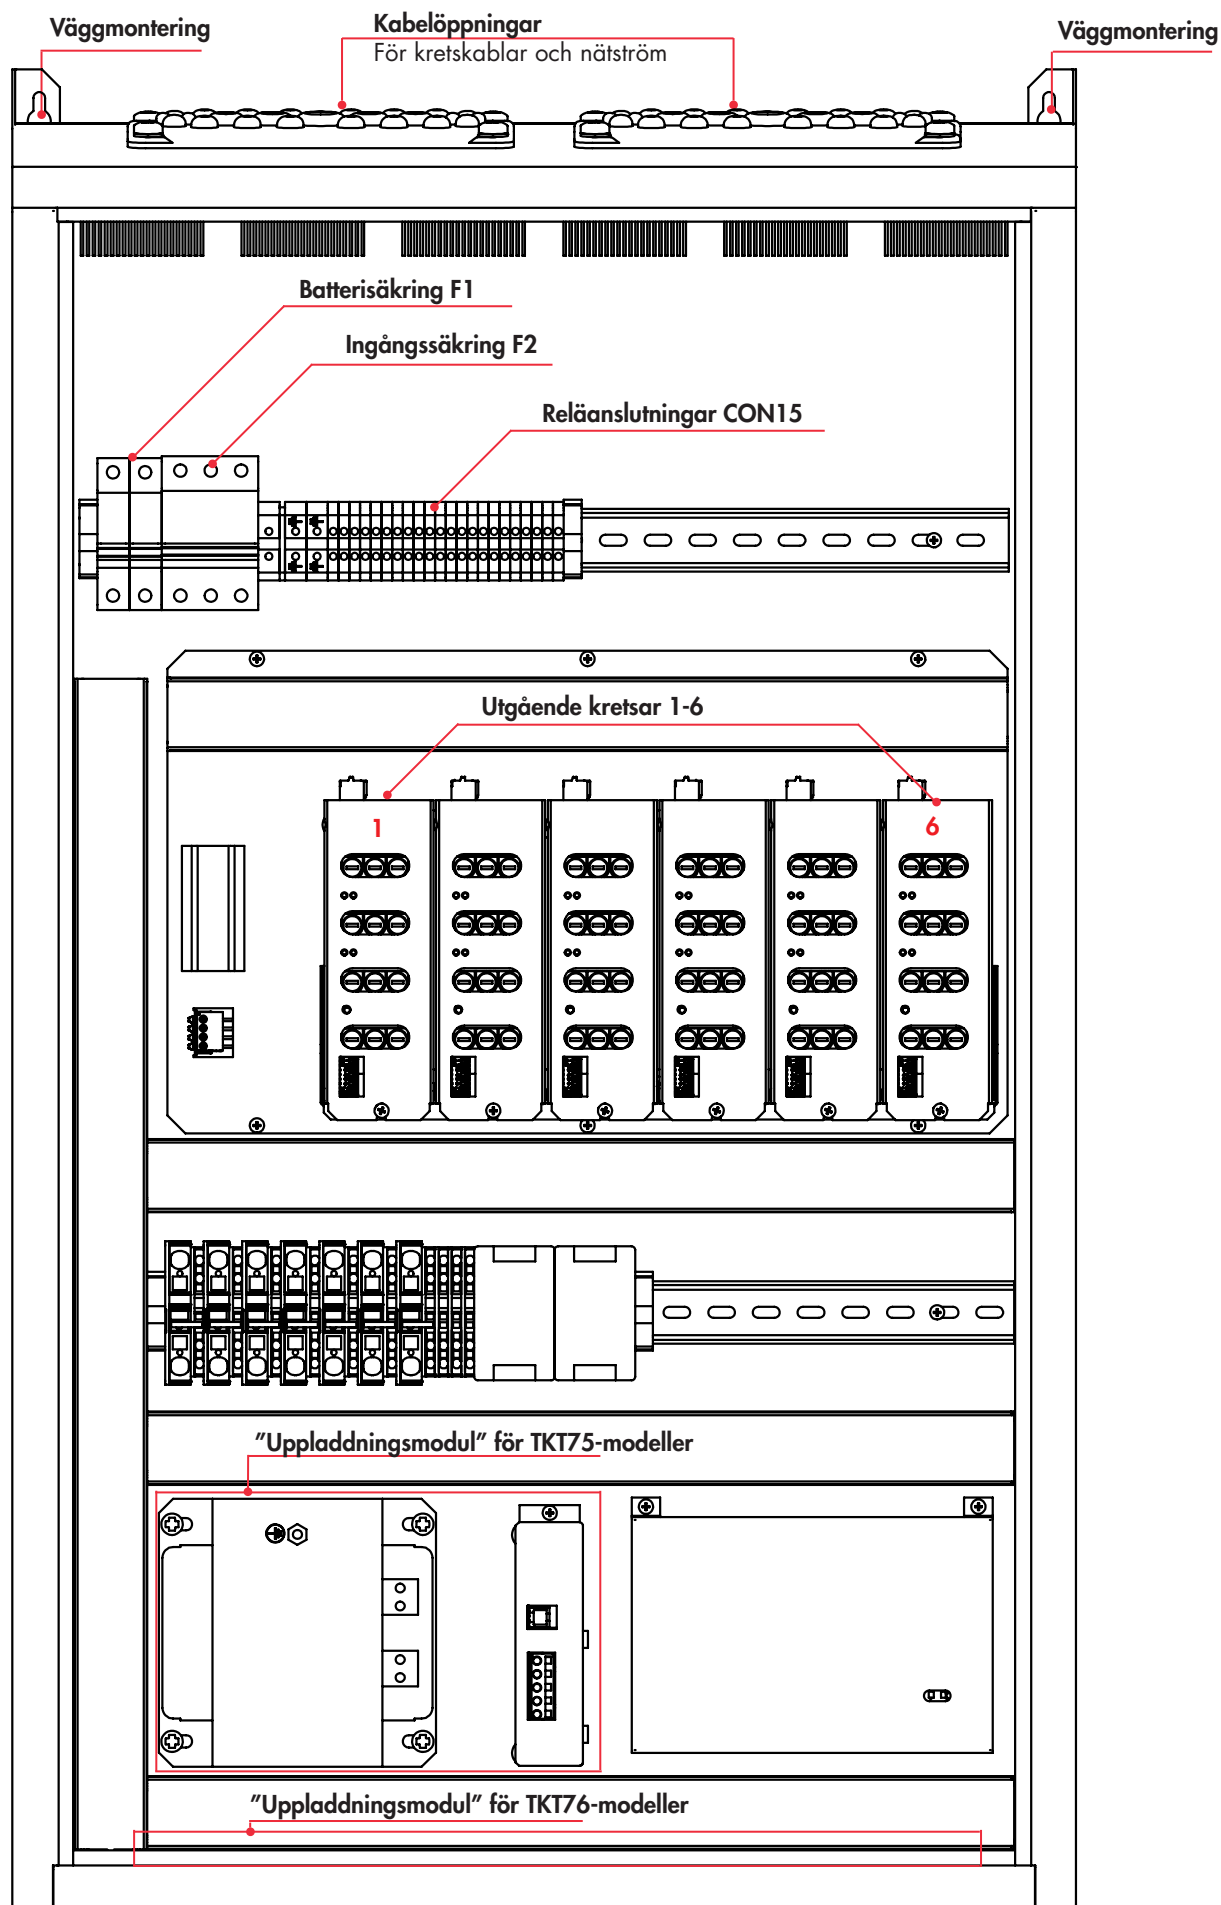 Väggmontering
Kabelöppningar
För kretskablar och nätström
Väggmontering
Batterisäkring F1
Ingångssäkring F2
Reläanslutningar CON15
Utgående kretsar 1-6
1
6
”Uppladdningsmodul” för TKT75-modeller
”Uppladdningsmodul” för TKT76-modeller